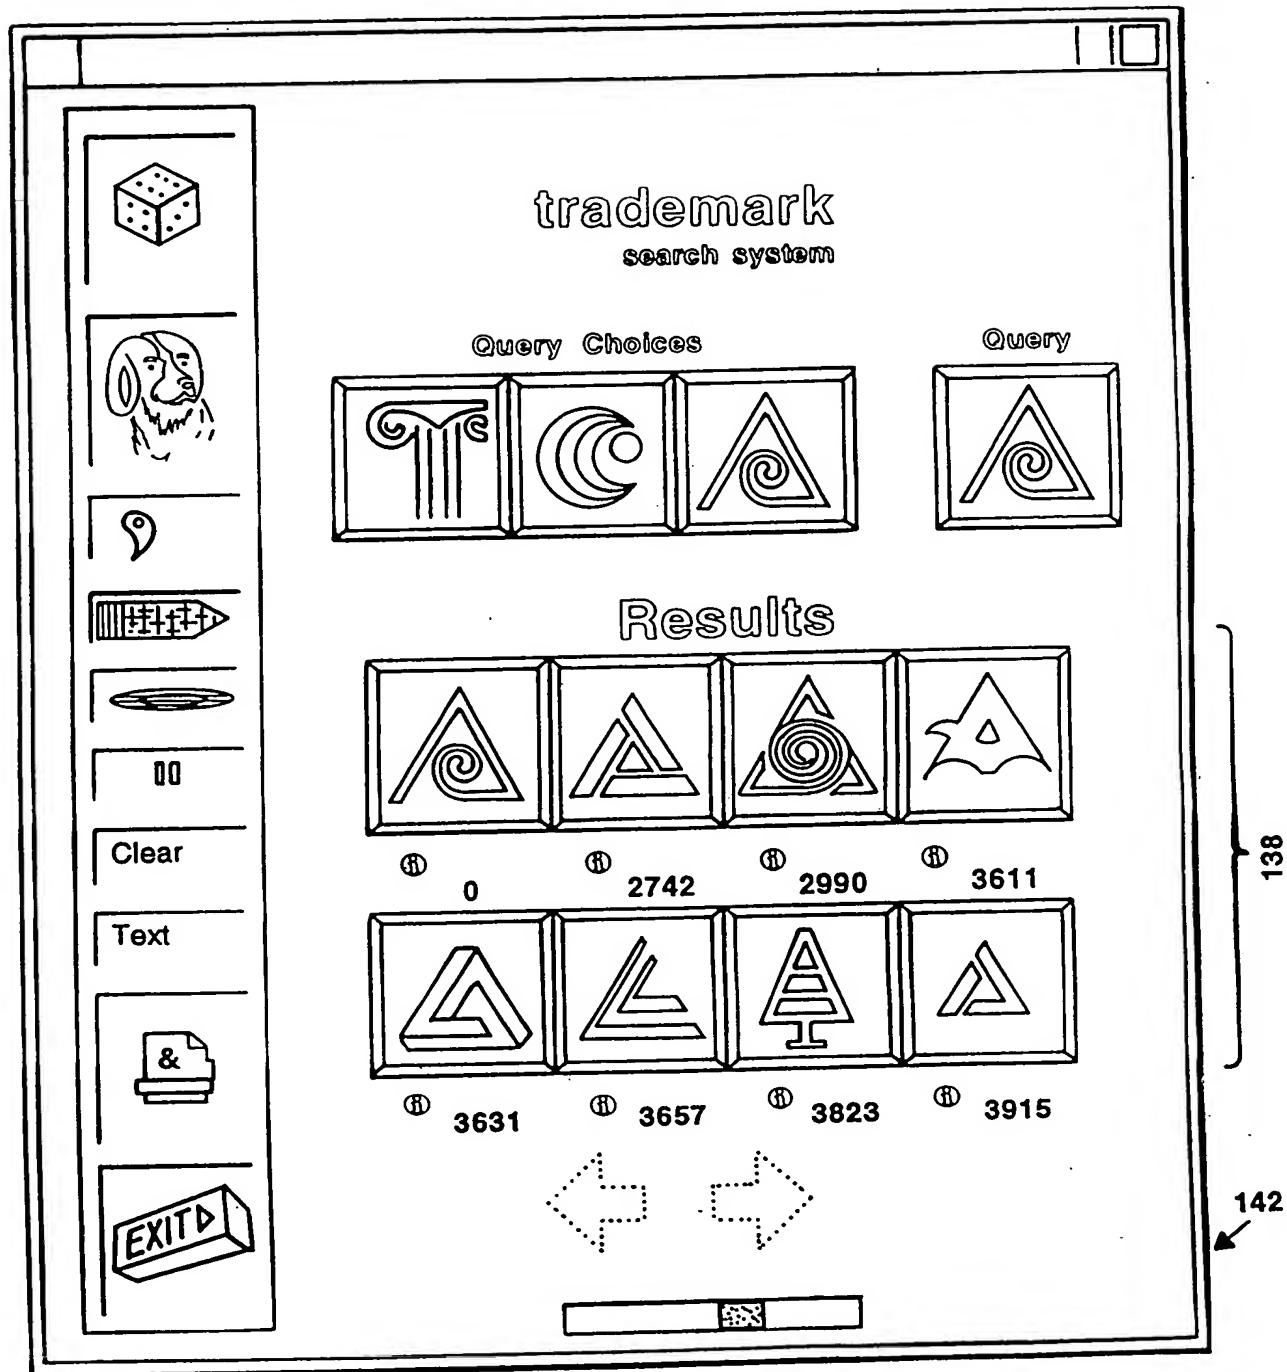 trademark
search system
Query Choices
Query
Results
0
2742
2990
3611
3631
3657
3823
3915
Clear
Text
&
EXIT
138
142